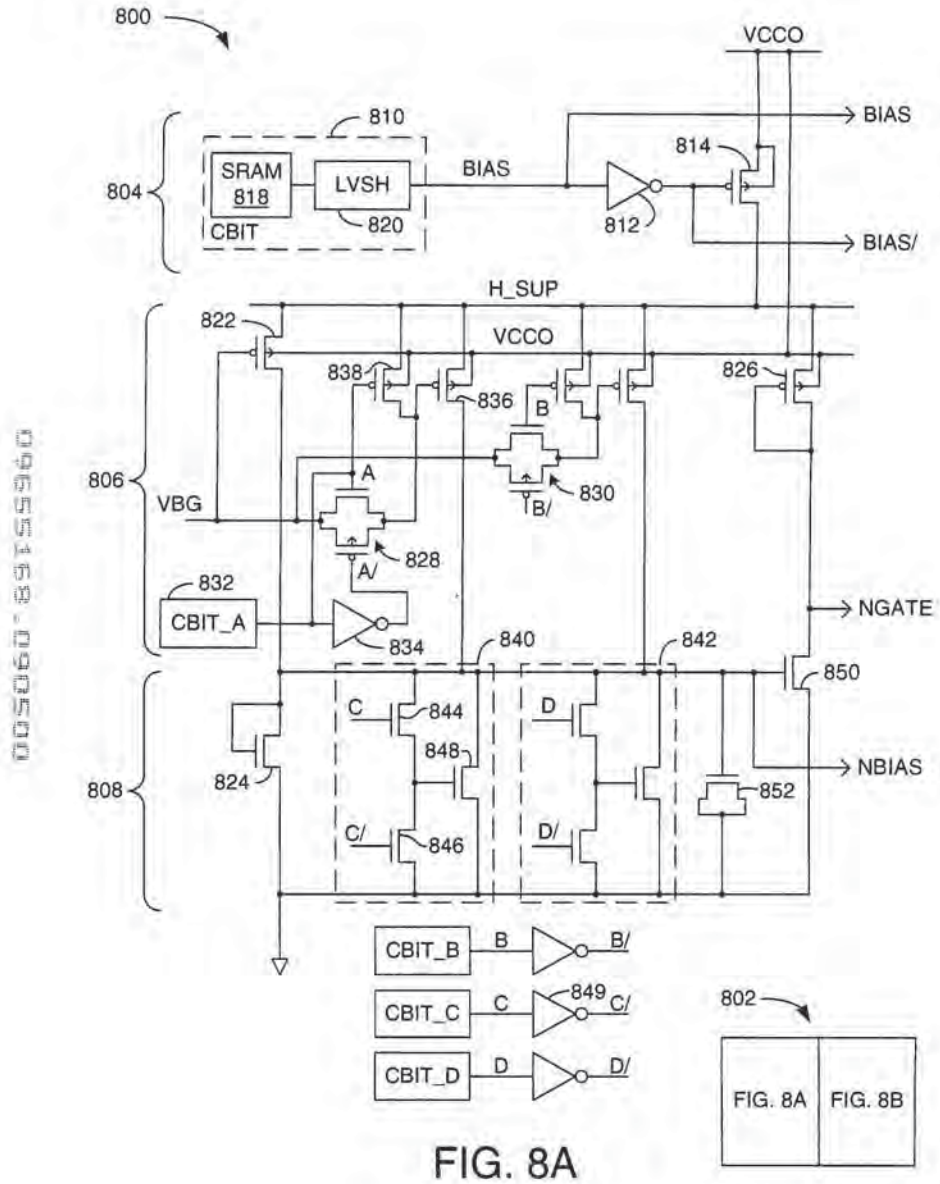 800
VCCO
804
810
SRAM
818
LVSH
820
CBIT
BIAS
812
814
BIAS
BIAS/
806
H_SUP
822
VCCO
838
836
826
B
830
B/
A
VBG
828
A/
832
CBIT_A
834
840
842
NGATE
850
808
C
844
D
848
824
852
NBIAS
C/
846
D/
CBIT_B
B
B/
CBIT_C
C
849
C/
CBIT_D
D
D/
802
FIG. 8A
FIG. 8B
FIG. 8A
09655168.090500